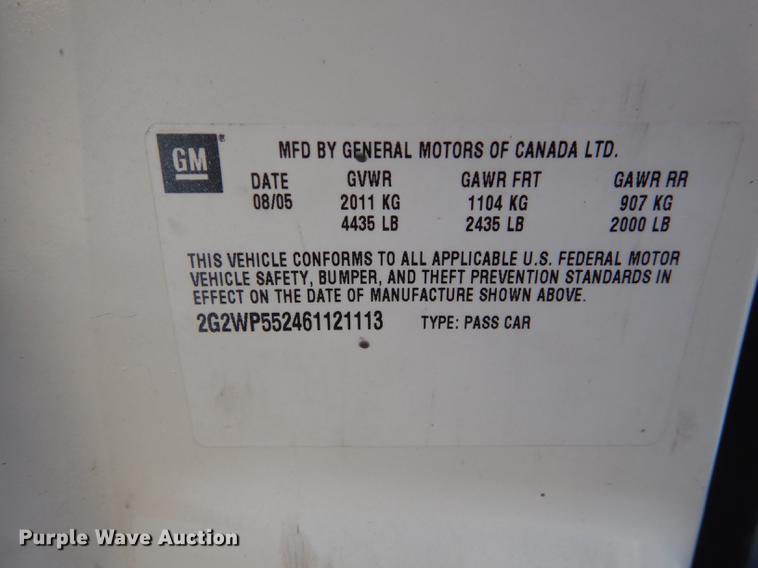 GM
MFD BY GENERAL MOTORS OF CANADA LTD.
DATE GVWR GAWR FRT GAWR RR
08/05 2011 KG 1104 KG 907 KG
4435 LB 2435 LB 2000 LB
THIS VEHICLE CONFORMS TO ALL APPLICABLE U.S. FEDERAL MOTOR
VEHICLE SAFETY, BUMPER, AND THEFT PREVENTION STANDARDS IN
EFFECT ON THE DATE OF MANUFACTURE SHOWN ABOVE.
2G2WP552461121113 TYPE: PASS CAR
Purple Wave Auction